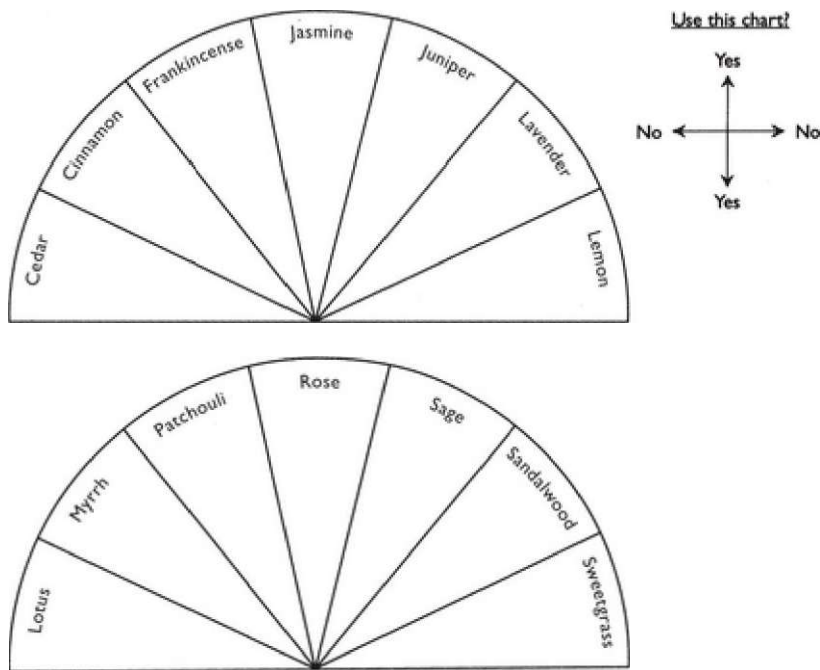 Cedar
Cinnamon
Frankincense
Jasmine
Juniper
Lavender
Lemon
Use this chart?
Yes
No
No
Yes
Lotus
Myrrh
Patchouli
Rose
Sage
Sandalwood
Sweetgrass